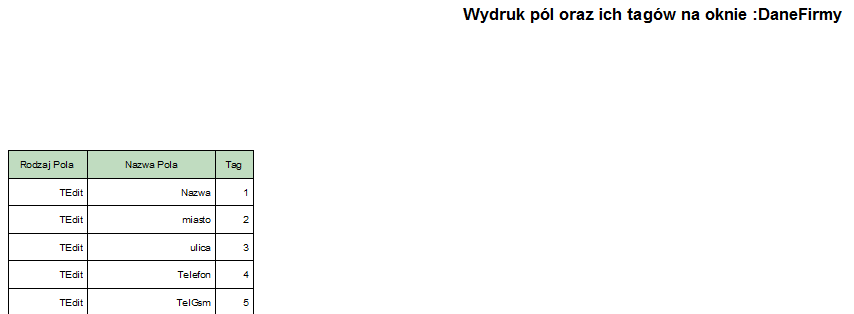 Wydruk pól oraz ich tagów na oknie :DaneFirmy
Rodzaj Pola Nazwa Pola Tag
TEdit Nazwa 1
TEdit miasto 2
TEdit ulica 3
TEdit Telefon 4
TEdit TelGsm 5